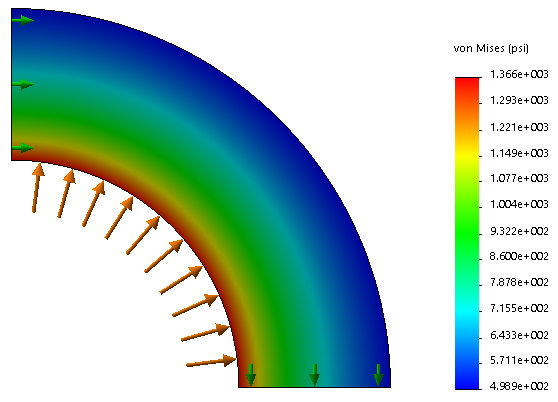 von Mises (psi)
1.366e+003
1.293e+003
1.221e+003
1.149e+003
1.077e+003
1.004e+003
9.322e+002
8.600e+002
7.878e+002
7.155e+002
6.433e+002
5.711e+002
4.989e+002